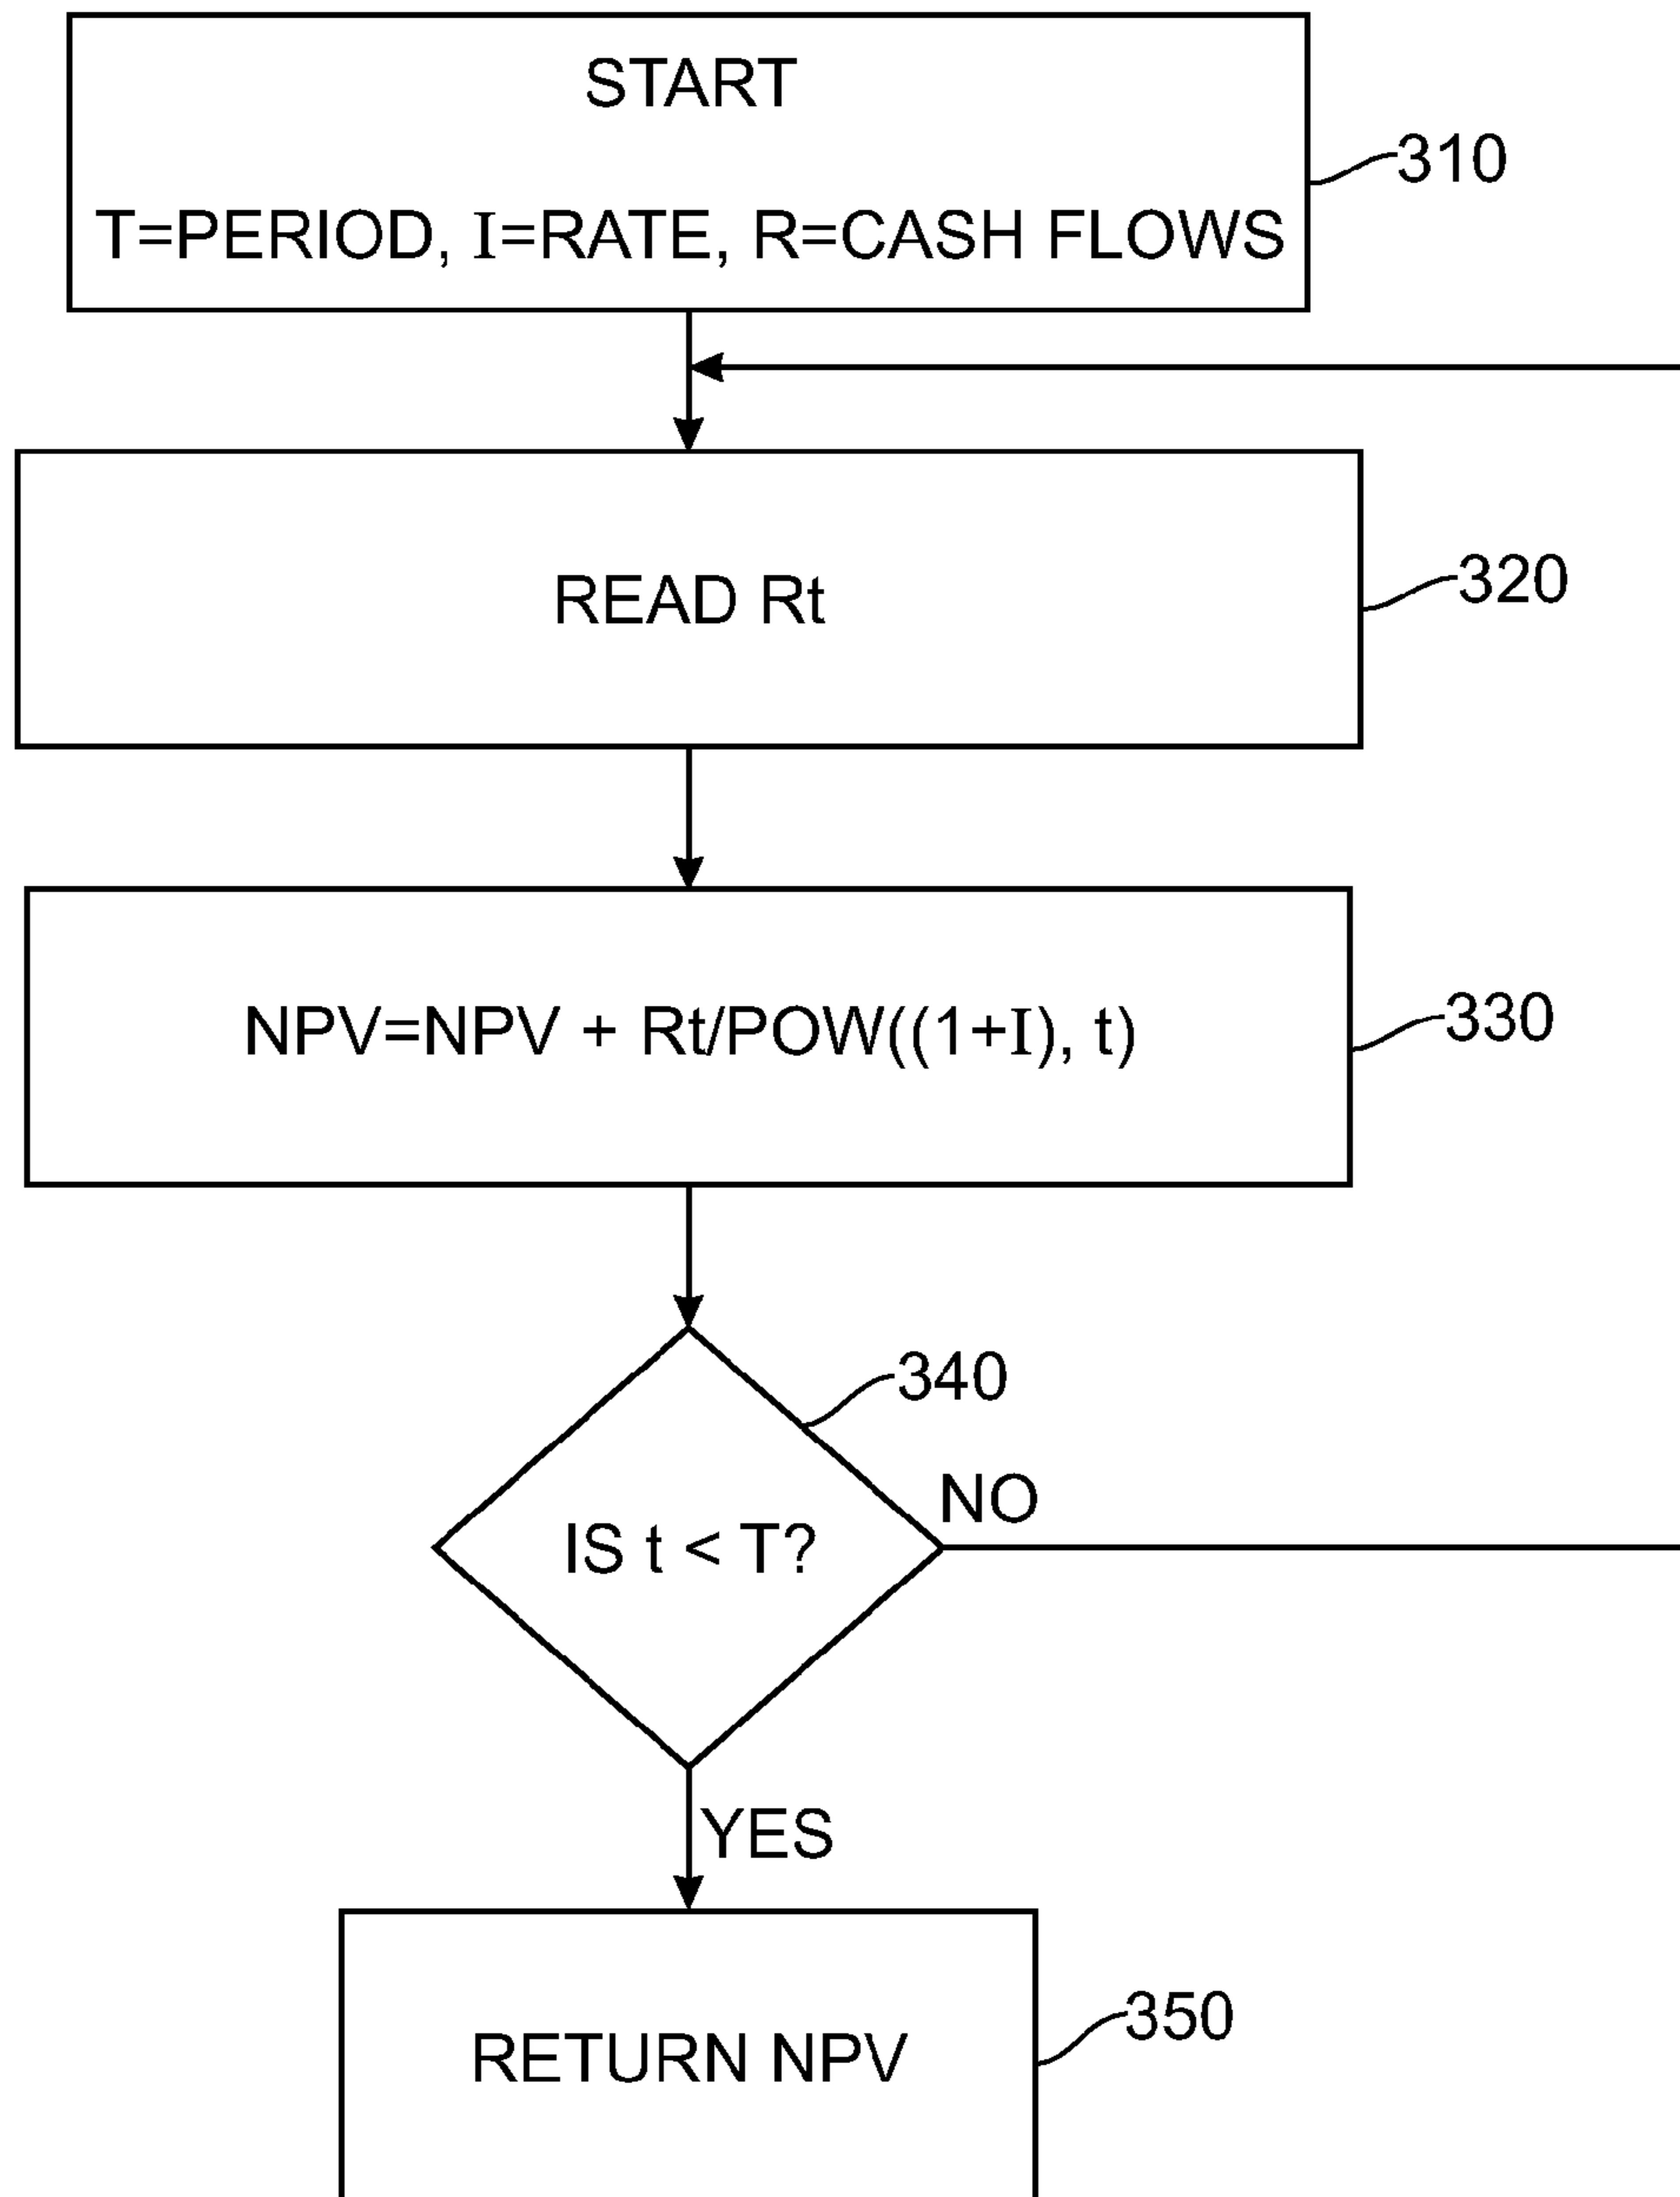 START
T=PERIOD, I=RATE, R=CASH FLOWS
310
READ Rt
320
NPV=NPV + Rt/POW((1+I), t)
330
340
NO
IS t < T?
YES
RETURN NPV
350